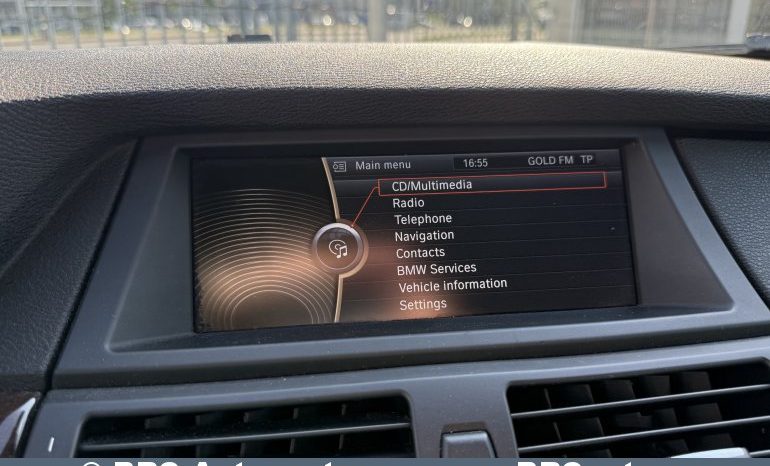 Main menu 16:55 GOLD FM TP
CD/Multimedia
Radio
Telephone
Navigation
Contacts
BMW Services
Vehicle information
Settings